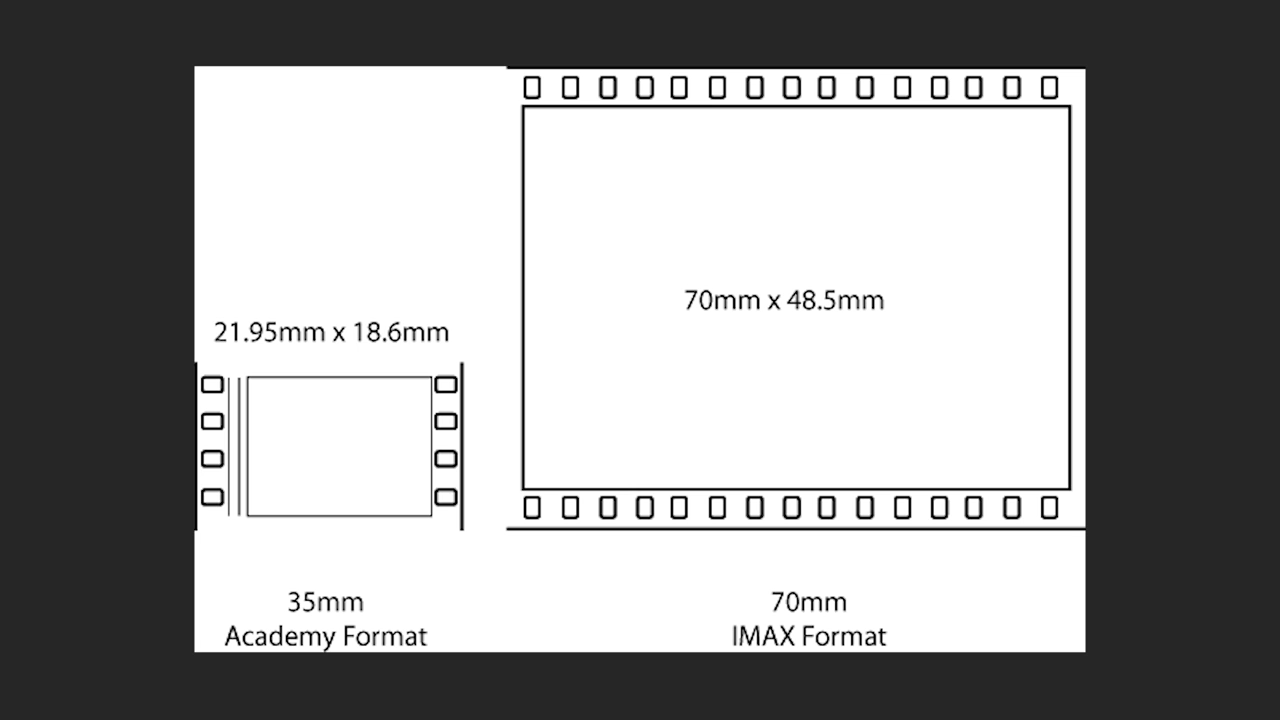 70mm x 48.5mm
21.95mm x 18.6mm
35mm
Academy Format
70mm
IMAX Format